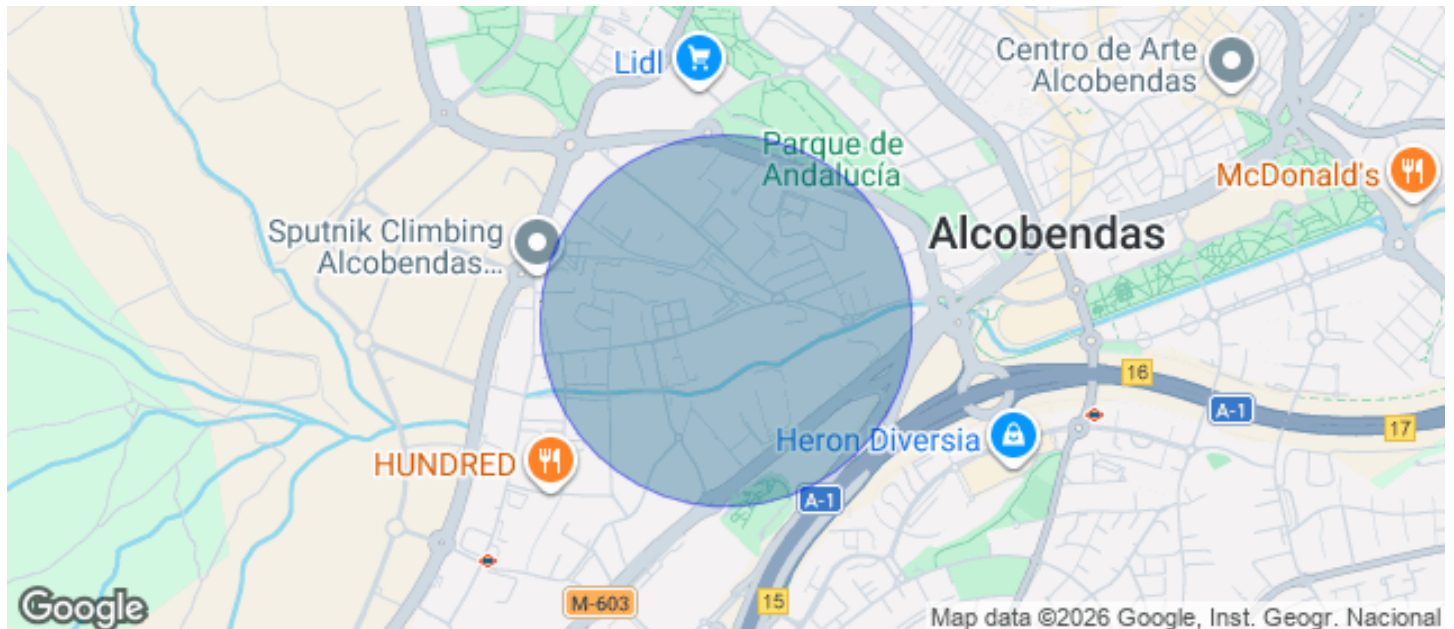 Lidl
Centro de Arte
Alcobendas
Parque de
Andalucía
McDonald's
Sputnik Climbing
Alcobendas...
Alcobendas
16
A-1
17
Heron Diversia
HUNDRED
A-1
M-603
15
Google
Map data ©2026 Google, Inst. Geogr. Nacional